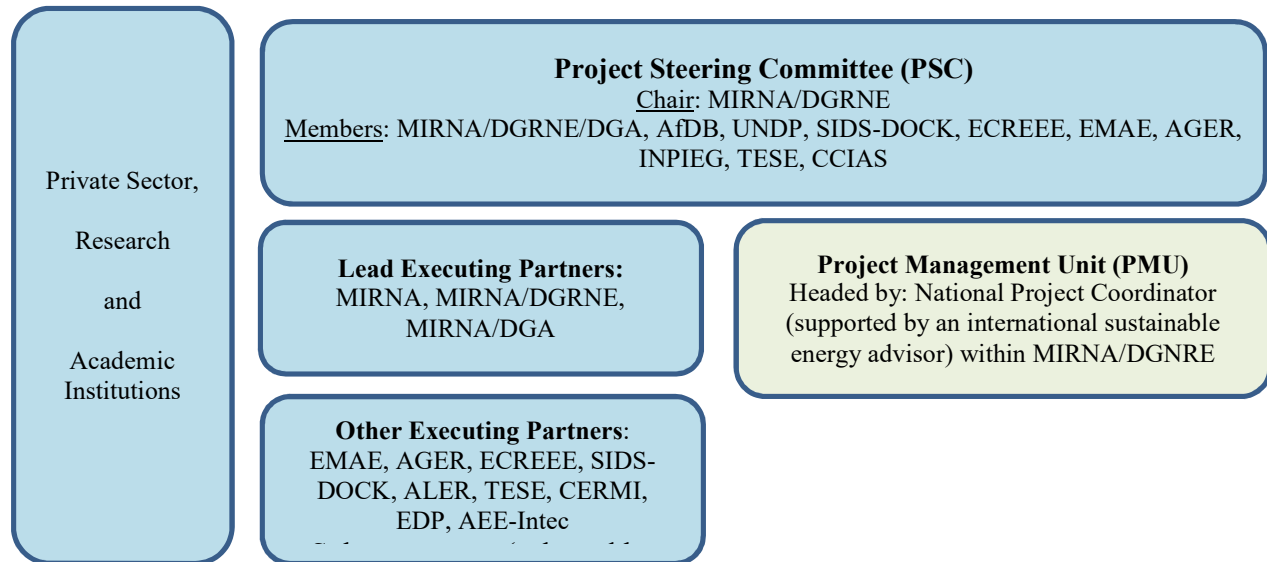 Private Sector,
Research
and
Academic
Institutions
Project Steering Committee (PSC)
Chair: MIRNA/DGRNE
Members: MIRNA/DGRNE/DGA, AfDB, UNDP, SIDS-DOCK, ECREEE, EMAE, AGER,
INPIEG, TESE, CCIAS
Lead Executing Partners:
MIRNA, MIRNA/DGRNE,
MIRNA/DGA
Project Management Unit (PMU)
Headed by: National Project Coordinator
(supported by an international sustainable
energy advisor) within MIRNA/DGNRE
Other Executing Partners:
EMAE, AGER, ECREEE, SIDS-
DOCK, ALER, TESE, CERMI,
EDP, AEE-Intec